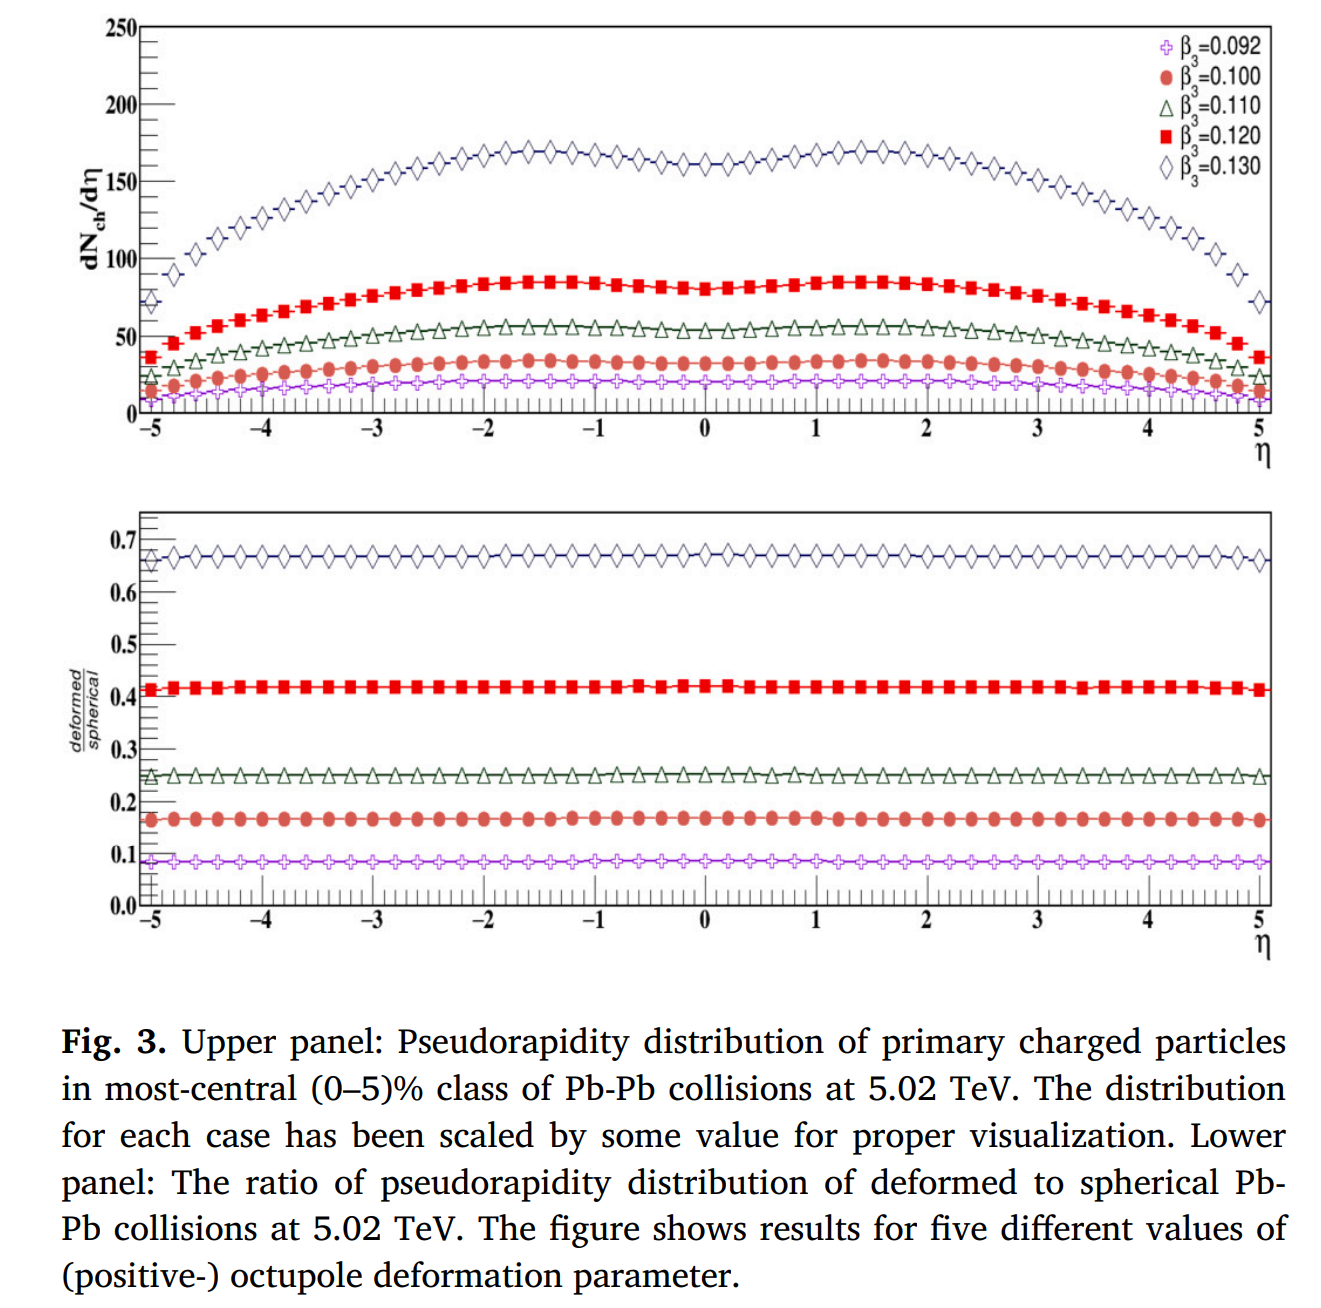 250
200
150
100
50
0
dN_ch/dη
β_3=0.092
β_3=0.100
β_3=0.110
β_3=0.120
β_3=0.130
−5 −4 −3 −2 −1 0 1 2 3 4 5
η
0.7
0.6
0.5
0.4
0.3
0.2
0.1
0.0
deformed
spherical
−5 −4 −3 −2 −1 0 1 2 3 4 5
η
Fig. 3. Upper panel: Pseudorapidity distribution of primary charged particles
in most-central (0–5)% class of Pb-Pb collisions at 5.02 TeV. The distribution
for each case has been scaled by some value for proper visualization. Lower
panel: The ratio of pseudorapidity distribution of deformed to spherical Pb-
Pb collisions at 5.02 TeV. The figure shows results for five different values of
(positive-) octupole deformation parameter.